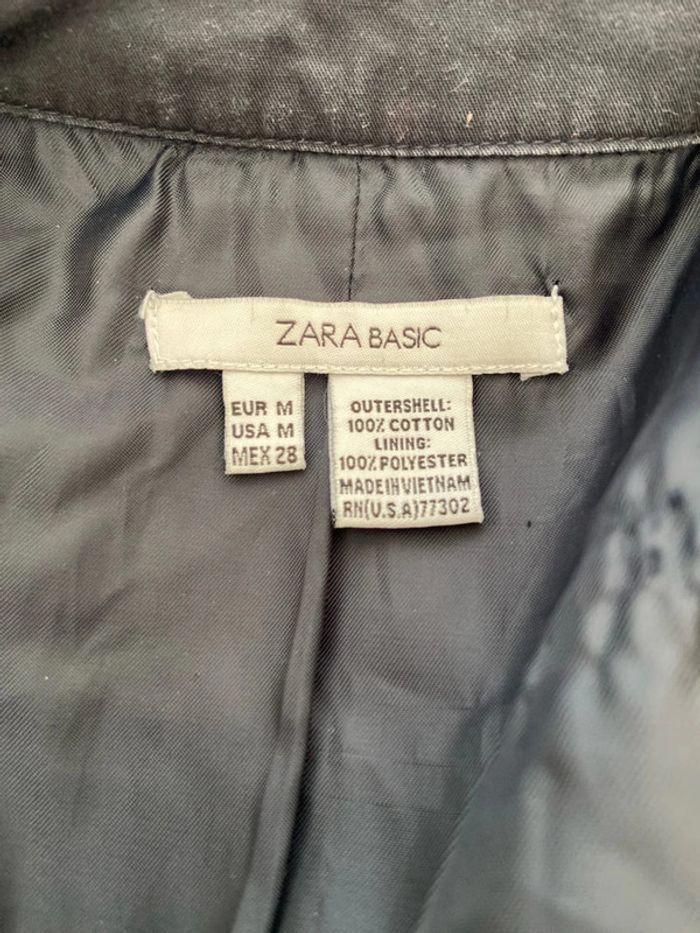 ZARA BASIC
EUR M
USA M
MEX 28
OUTERSHELL:
100% COTTON
LINING:
100% POLYESTER
MADE IN VIETNAM
RN(U.S.A)77302